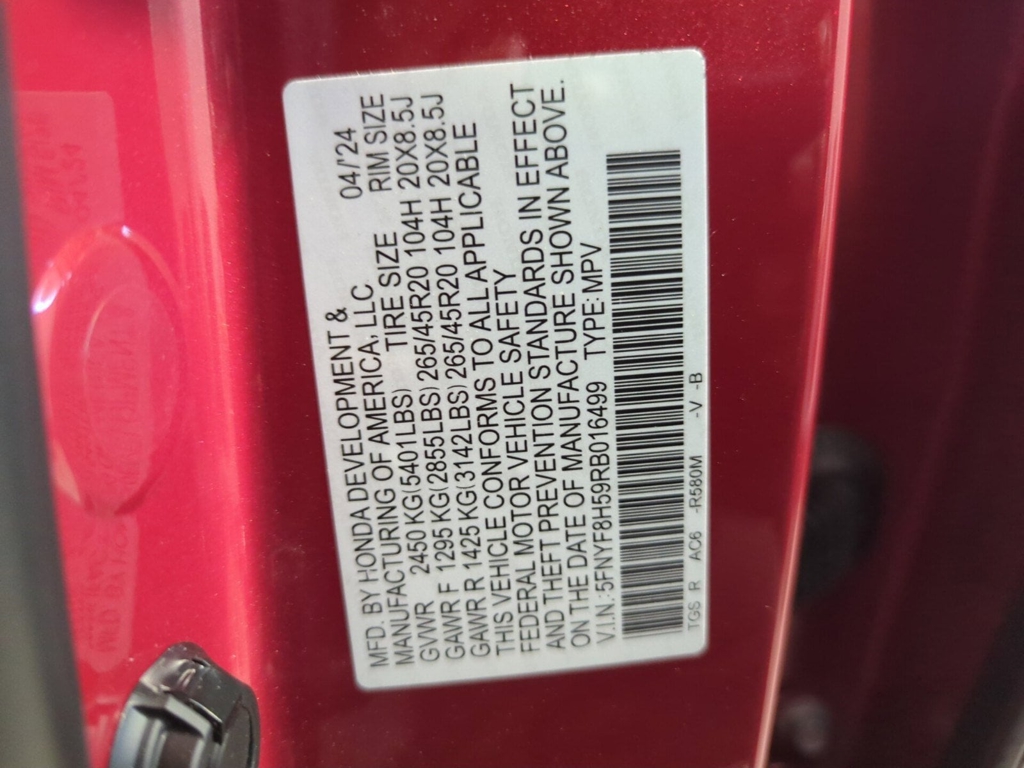 MFD. BY HONDA DEVELOPMENT & 04/'24
MANUFACTURING OF AMERICA, LLC
TIRE SIZE RIM SIZE
GVWR 2450 KG(5401LBS)
GAWR F 1295 KG(2855LBS) 265/45R20 104H 20X8.5J
GAWR R 1425 KG(3142LBS) 265/45R20 104H 20X8.5J
THIS VEHICLE CONFORMS TO ALL APPLICABLE
FEDERAL MOTOR VEHICLE SAFETY
AND THEFT PREVENTION STANDARDS IN EFFECT
ON THE DATE OF MANUFACTURE SHOWN ABOVE.
V.I.N.:5FNYF8H59RB016499 TYPE:MPV
TGS R AC6 -R580M -V -B